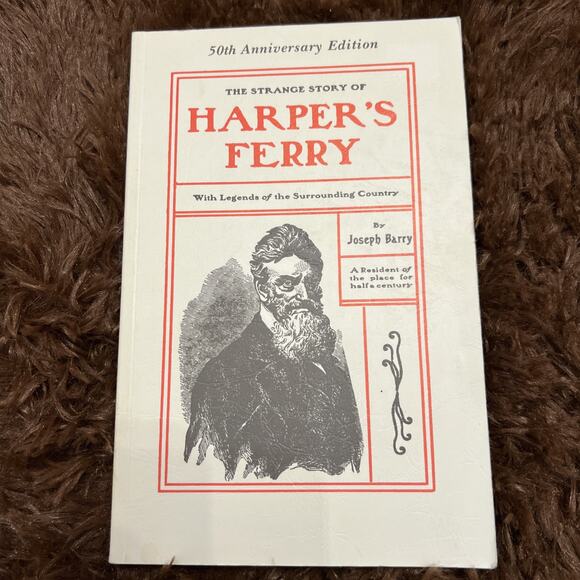 50th Anniversary Edition
THE STRANGE STORY OF
HARPER'S
FERRY
With Legends of the Surrounding Country
By
Joseph Barry
A Resident of
the place for
half a century